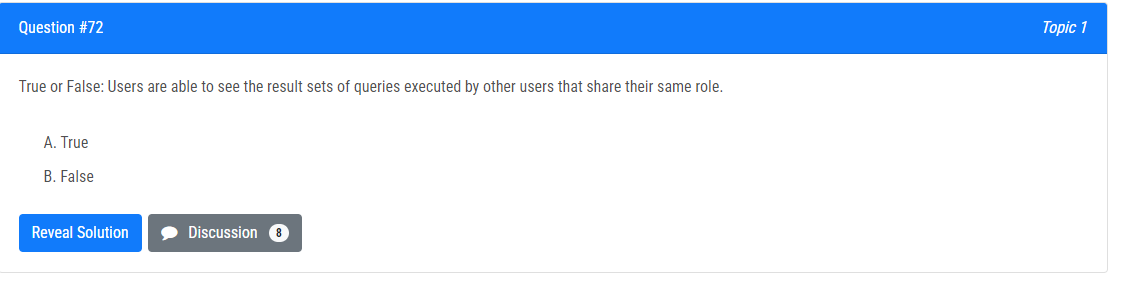 Question #72
Topic 1
True or False: Users are able to see the result sets of queries executed by other users that share their same role.
A. True
B. False
Reveal Solution
Discussion 8